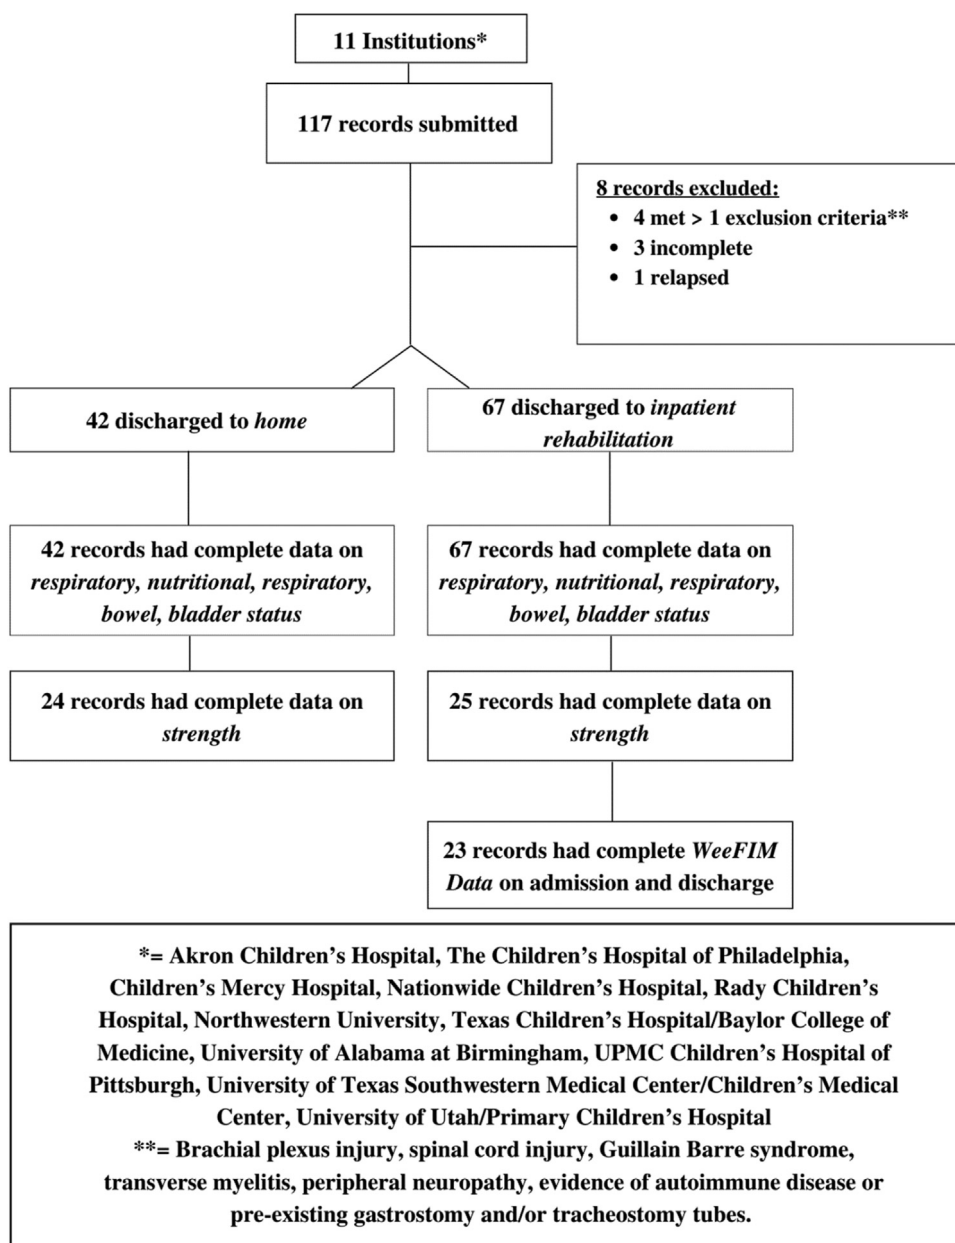 11 Institutions*
117 records submitted
8 records excluded:
• 4 met > 1 exclusion criteria**
• 3 incomplete
• 1 relapsed
42 discharged to home
67 discharged to inpatient
rehabilitation
42 records had complete data on
respiratory, nutritional, respiratory,
bowel, bladder status
67 records had complete data on
respiratory, nutritional, respiratory,
bowel, bladder status
24 records had complete data on
strength
25 records had complete data on
strength
23 records had complete WeeFIM
Data on admission and discharge
*= Akron Children’s Hospital, The Children’s Hospital of Philadelphia,
Children’s Mercy Hospital, Nationwide Children’s Hospital, Rady Children’s
Hospital, Northwestern University, Texas Children’s Hospital/Baylor College of
Medicine, University of Alabama at Birmingham, UPMC Children’s Hospital of
Pittsburgh, University of Texas Southwestern Medical Center/Children’s Medical
Center, University of Utah/Primary Children’s Hospital
**= Brachial plexus injury, spinal cord injury, Guillain Barre syndrome,
transverse myelitis, peripheral neuropathy, evidence of autoimmune disease or
pre-existing gastrostomy and/or tracheostomy tubes.